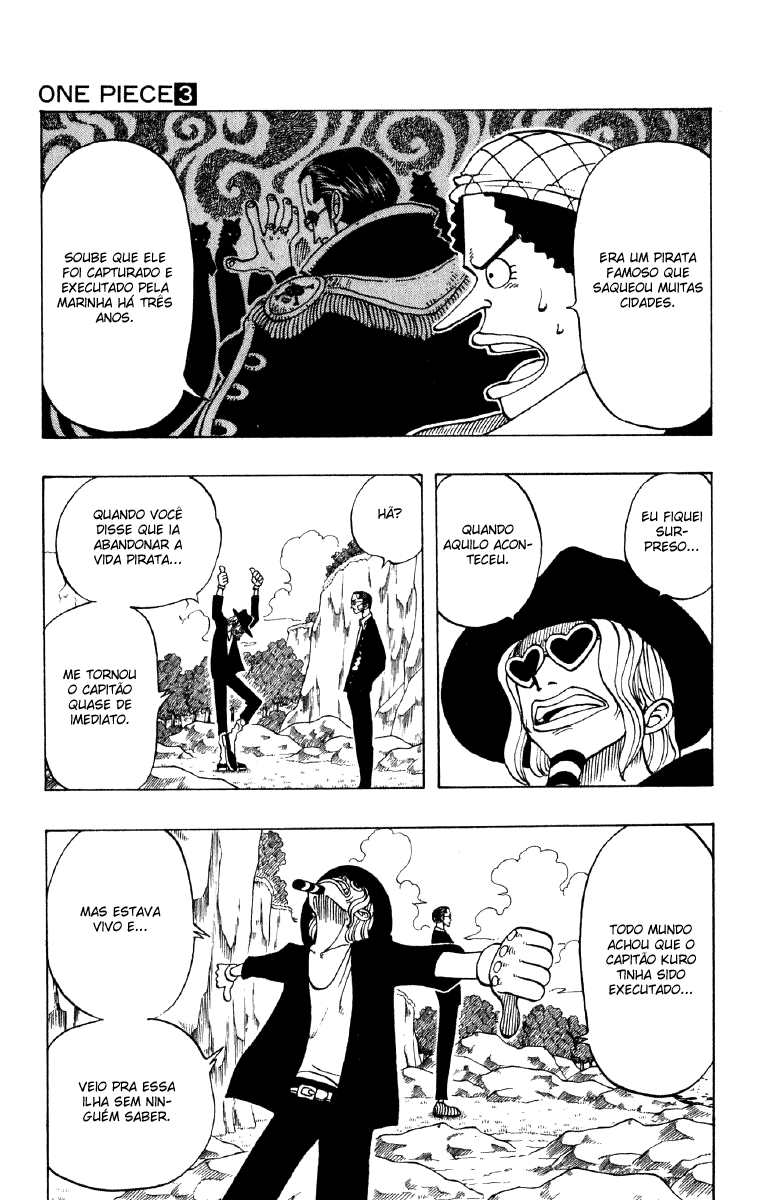 ONE PIECE 3
ERA UM PIRATA
FAMOSO QUE
SAQUEOU MUITAS
CIDADES.
SOUBE QUE ELE
FOI CAPTURADO E
EXECUTADO PELA
MARINHA HÁ TRÊS
ANOS.
EU FIQUEI
SUR-
PRESO...
QUANDO
AQUILO ACON-
TECEU.
HÃ?
QUANDO VOCÊ
DISSE QUE IA
ABANDONAR A
VIDA PIRATA...
ME TORNOU
O CAPITÃO
QUASE DE
IMEDIATO.
TODO MUNDO
ACHOU QUE O
CAPITÃO KURO
TINHA SIDO
EXECUTADO...
MAS ESTAVA
VIVO E...
VEIO PRA ESSA
ILHA SEM NIN-
GUÉM SABER.